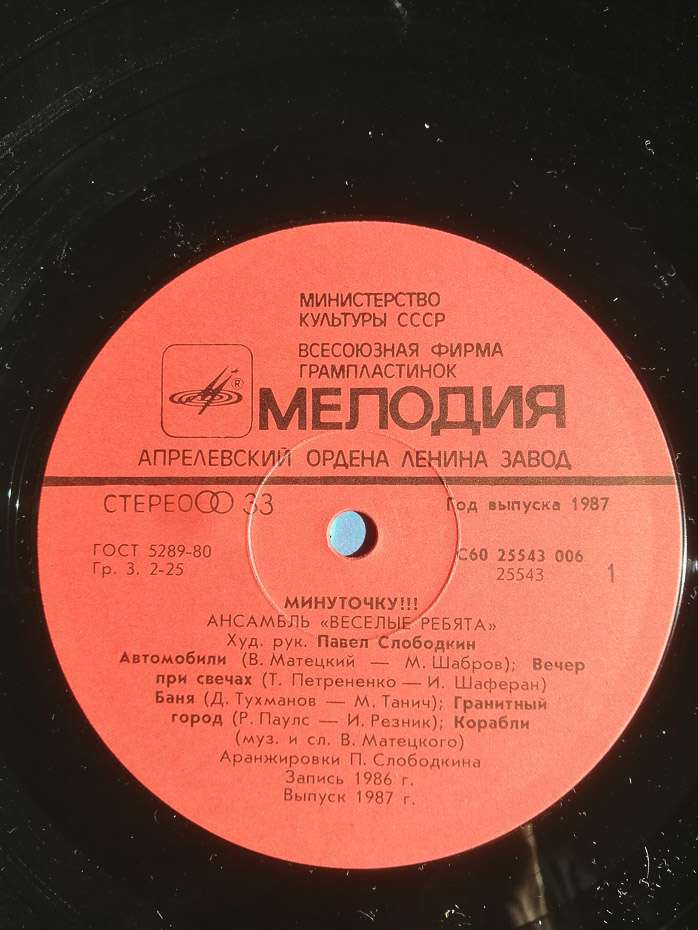 МИНИСТЕРСТВО
КУЛЬТУРЫ СССР
ВСЕСОЮЗНАЯ ФИРМА
ГРАМПЛАСТИНОК
®
МЕЛОДИЯ
АПРЕЛЕВСКИЙ ОРДЕНА ЛЕНИНА ЗАВОД
СТЕРЕО 33
Год выпуска 1987
ГОСТ 5289-80
Гр. 3. 2-25
С60 25543 006
25543
1
МИНУТОЧКУ!!!
АНСАМБЛЬ «ВЕСЕЛЫЕ РЕБЯТА»
Худ. рук. Павел Слободкин
Автомобили (В. Матецкий — М. Шабров); Вечер
при свечах (Т. Петрененко — И. Шаферан)
Баня (Д. Тухманов — М. Танич); Гранитный
город (Р. Паулс — И. Резник); Корабли
(муз. и сл. В. Матецкого)
Аранжировки П. Слободкина
Запись 1986 г.
Выпуск 1987 г.